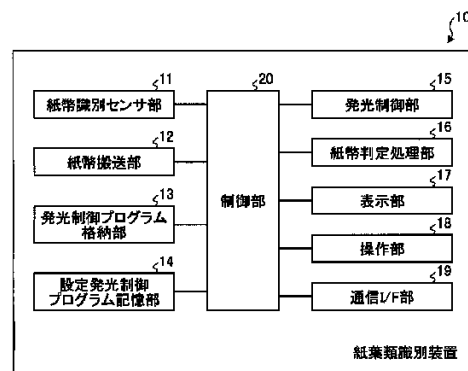 10
11
紙幣識別センサ部
12
紙幣搬送部
13
発光制御プログラム
格納部
14
設定発光制御
プログラム記憶部
20
制御部
15
発光制御部
16
紙幣判定処理部
17
表示部
18
操作部
19
通信I/F部
紙葉類識別装置